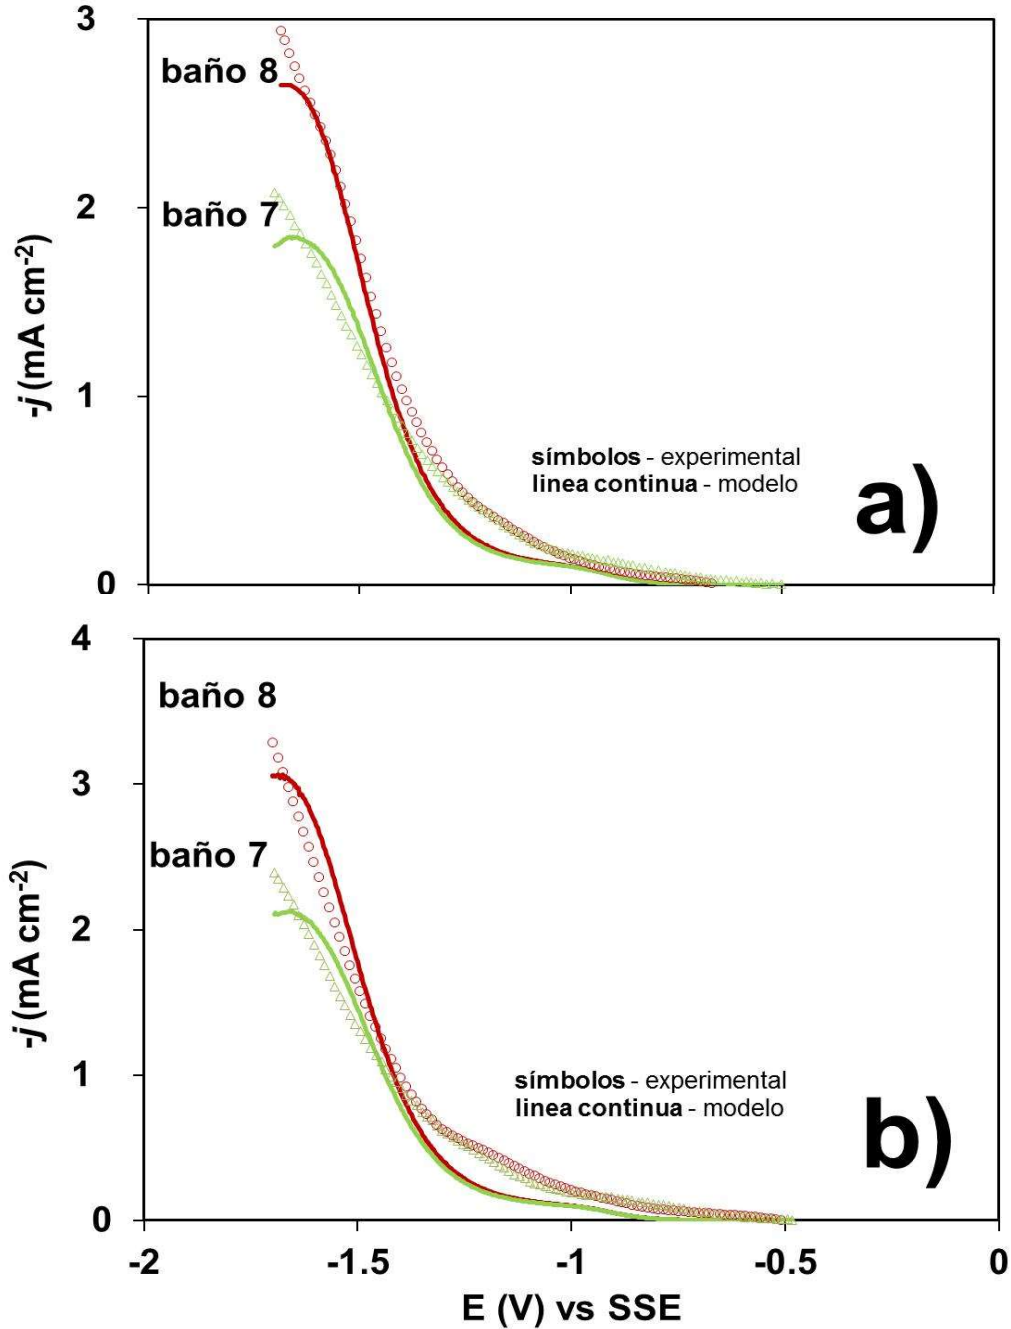 3
baño 8
2
baño 7
-j (mA cm-2)
1
símbolos - experimental
linea continua - modelo
a)
0
4
baño 8
3
baño 7
2
-j (mA cm-2)
1
símbolos - experimental
linea continua - modelo
b)
0
-2 -1.5 -1 -0.5 0
E (V) vs SSE